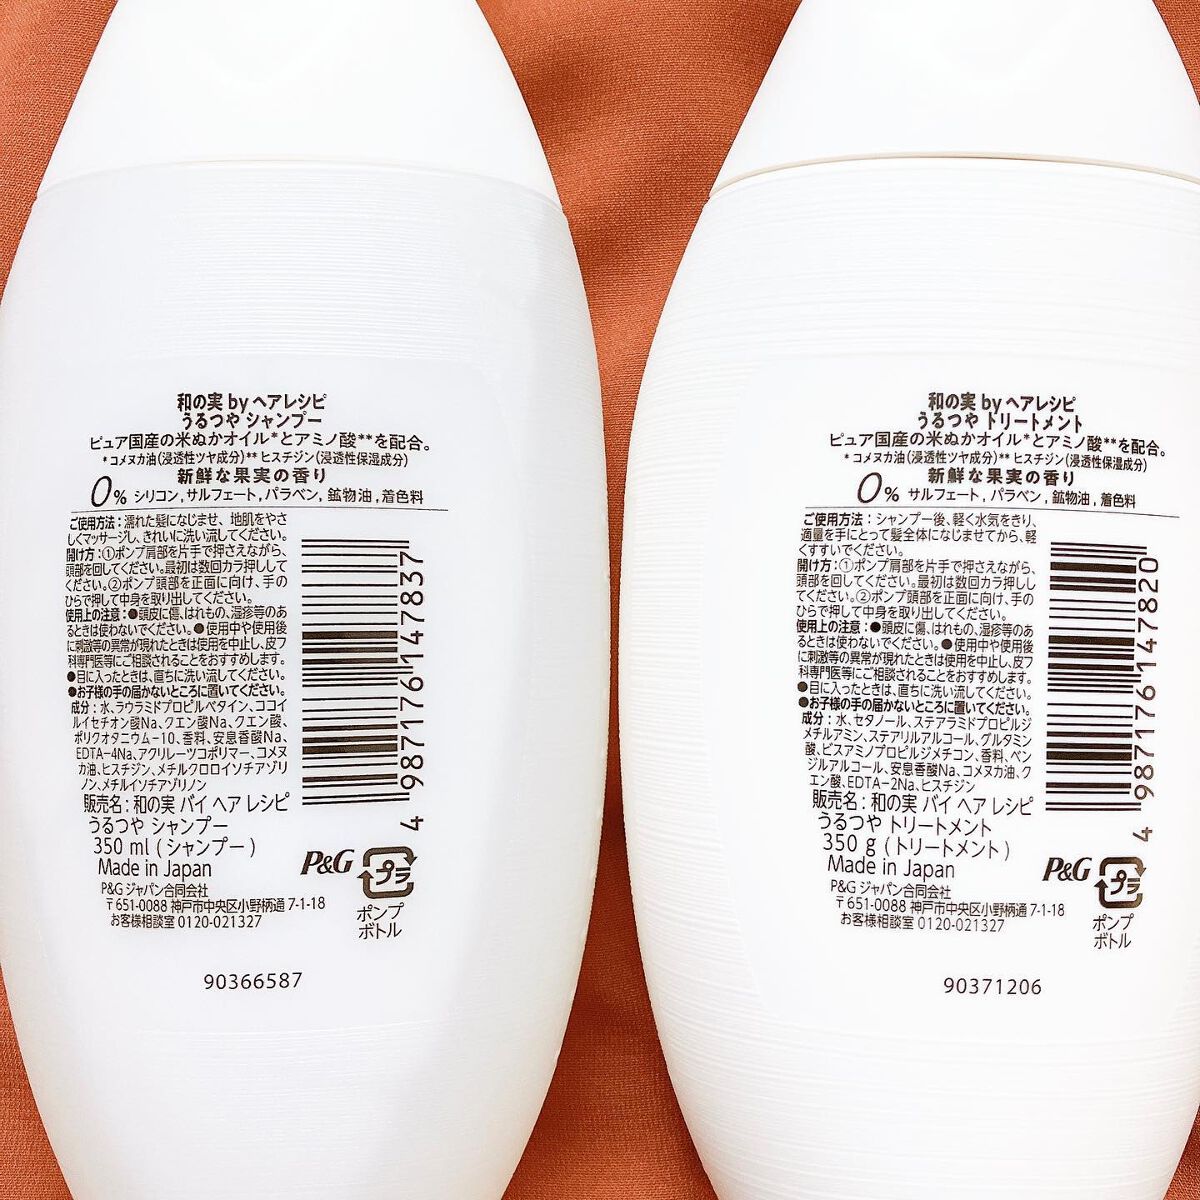 和の実 by ヘアレシピ
うるつや シャンプー
ピュア国産の米ぬかオイル*とアミノ酸**を配合。
*コメヌカ油(浸透性ツヤ成分)**ヒスチジン(浸透性保湿成分)
新鮮な果実の香り
0% シリコン, サルフェート, パラベン, 鉱物油, 着色料
ご使用方法：濡れた髪になじませ、地肌をやさ
しくマッサージし、きれいに洗い流してください。
開け方：①ポンプ肩部を片手で押さえながら、
頭部を回してください。最初は数回カラ押しして
ください。②ポンプ頭部を正面に向け、手の
ひらで押して中身を取り出してください。
使用上の注意：●頭皮に傷、はれもの、湿疹等のあ
るときは使わないでください。●使用中や使用後
に刺激等の異常が現れたときは使用を中止し、皮フ
科専門医等にご相談されることをおすすめします。
●目に入ったときは、直ちに洗い流してください。
●お子様の手の届かないところに置いてください。
成分：水、ラウラミドプロピルベタイン、ココイ
ルイセチオン酸Na、クエン酸Na、クエン酸、
ポリクオタニウム-10、香料、安息香酸Na、
EDTA-4Na、アクリレーツコポリマー、コメヌ
カ油、ヒスチジン、メチルクロロイソチアゾリ
ノン、メチルイソチアゾリノン
4 987176 147837
販売名：和の実 バイ ヘア レシピ
うるつや シャンプー
350 ml (シャンプー)
Made in Japan
P&G ジャパン合同会社
〒651-0088 神戸市中央区小野柄通 7-1-18
お客様相談室 0120-021327
P&G
プラ
ポンプ
ボトル
90366587
和の実 by ヘアレシピ
うるつや トリートメント
ピュア国産の米ぬかオイル*とアミノ酸**を配合。
*コメヌカ油(浸透性ツヤ成分)**ヒスチジン(浸透性保湿成分)
新鮮な果実の香り
0% サルフェート, パラベン, 鉱物油, 着色料
ご使用方法：シャンプー後、軽く水気をきり、
適量を手にとって髪全体になじませてから、軽
くすすいでください。
開け方：①ポンプ肩部を片手で押さえながら、
頭部を回してください。最初は数回カラ押しし
てください。②ポンプ頭部を正面に向け、手の
ひらで押して中身を取り出してください。
使用上の注意：●頭皮に傷、はれもの、湿疹等のあ
るときは使わないでください。●使用中や使用後
に刺激等の異常が現れたときは使用を中止し、皮フ
科専門医等にご相談されることをおすすめします。
●目に入ったときは、直ちに洗い流してください。
●お子様の手の届かないところに置いてください。
成分：水、セタノール、ステアラミドプロピルジ
メチルアミン、ステアリルアルコール、グルタミン
酸、ビスアミノプロピルジメチコン、香料、ベン
ジルアルコール、安息香酸Na、コメヌカ油、ク
エン酸、EDTA-2Na、ヒスチジン
4 987176 147820
販売名：和の実 バイ ヘア レシピ
うるつや トリートメント
350 g (トリートメント)
Made in Japan
P&G ジャパン合同会社
〒651-0088 神戸市中央区小野柄通 7-1-18
お客様相談室 0120-021327
P&G
プラ
ポンプ
ボトル
90371206